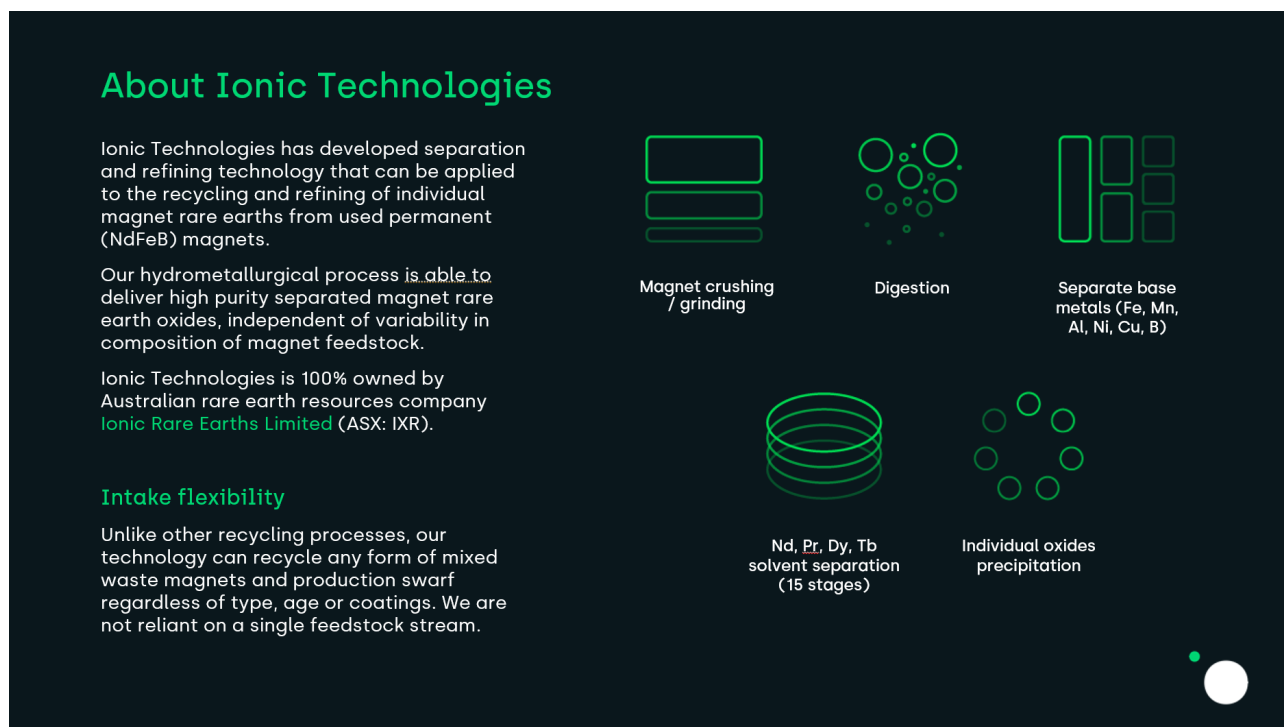 About Ionic Technologies
Ionic Technologies has developed separation
and refining technology that can be applied
to the recycling and refining of individual
magnet rare earths from used permanent
(NdFeB) magnets.
Our hydrometallurgical process is able to
deliver high purity separated magnet rare
earth oxides, independent of variability in
composition of magnet feedstock.
Ionic Technologies is 100% owned by
Australian rare earth resources company
Ionic Rare Earths Limited (ASX: IXR).
Intake flexibility
Unlike other recycling processes, our
technology can recycle any form of mixed
waste magnets and production swarf
regardless of type, age or coatings. We are
not reliant on a single feedstock stream.
Magnet crushing
/ grinding
Digestion
Separate base
metals (Fe, Mn,
Al, Ni, Cu, B)
Nd, Pr, Dy, Tb
solvent separation
(15 stages)
Individual oxides
precipitation